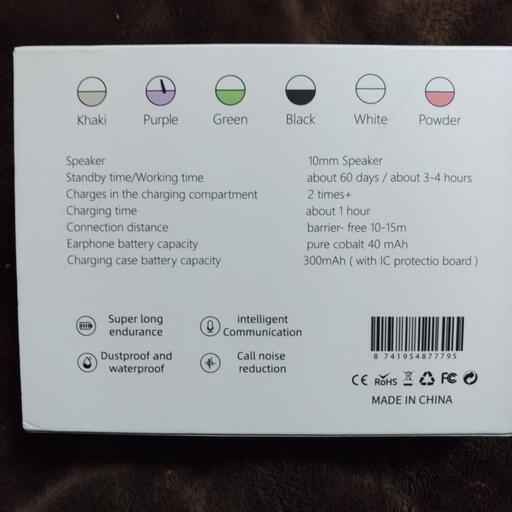 Khaki Purple Green Black White Powder
Speaker 10mm Speaker
Standby time/Working time about 60 days / about 3-4 hours
Charges in the charging compartment 2 times+
Charging time about 1 hour
Connection distance barrier- free 10-15m
Earphone battery capacity pure cobalt 40 mAh
Charging case battery capacity 300mAh ( with IC protectio board )
Super long endurance
intelligent Communication
Dustproof and waterproof
Call noise reduction
8 741954877795
CE RoHS FC
MADE IN CHINA